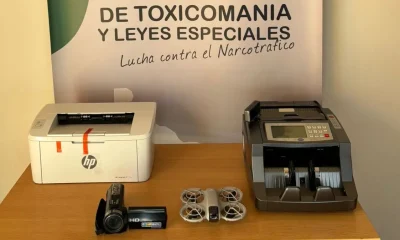 DE TOXICOMANIA
Y LEYES ESPECIALES
Lucha contra el Narcotráfico
hp
HD